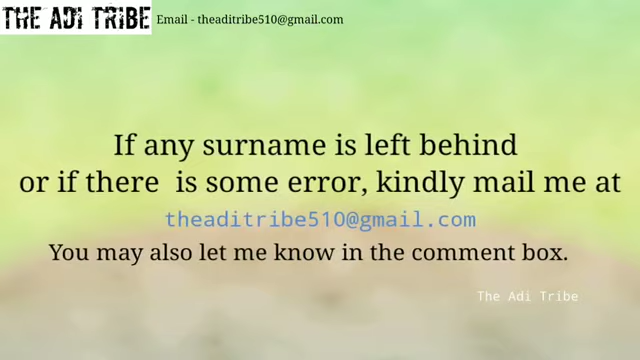 THE ADI TRIBE Email - theaditribe510@gmail.com
If any surname is left behind
or if there  is some error, kindly mail me at
theaditribe510@gmail.com
You may also let me know in the comment box.
The Adi Tribe